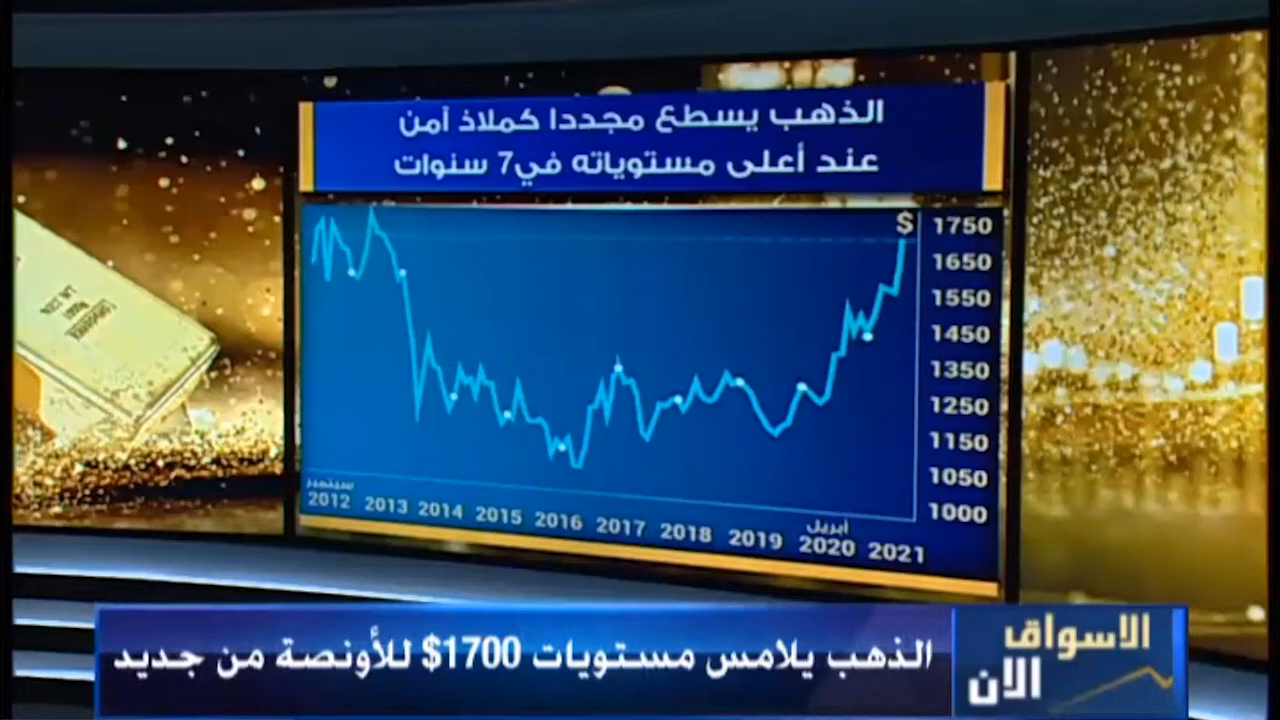 الذهب يسطع مجددا كملاذ آمن
عند أعلى مستوياته في7 سنوات
$
1750
1650
1550
1450
1350
1250
1150
1050
1000
سبتمبر
أبريل
2012 2013 2014 2015 2016 2017 2018 2019 2020 2021
الذهب يلامس مستويات 1700$ للأونصة من جديد
الاسواق
الان